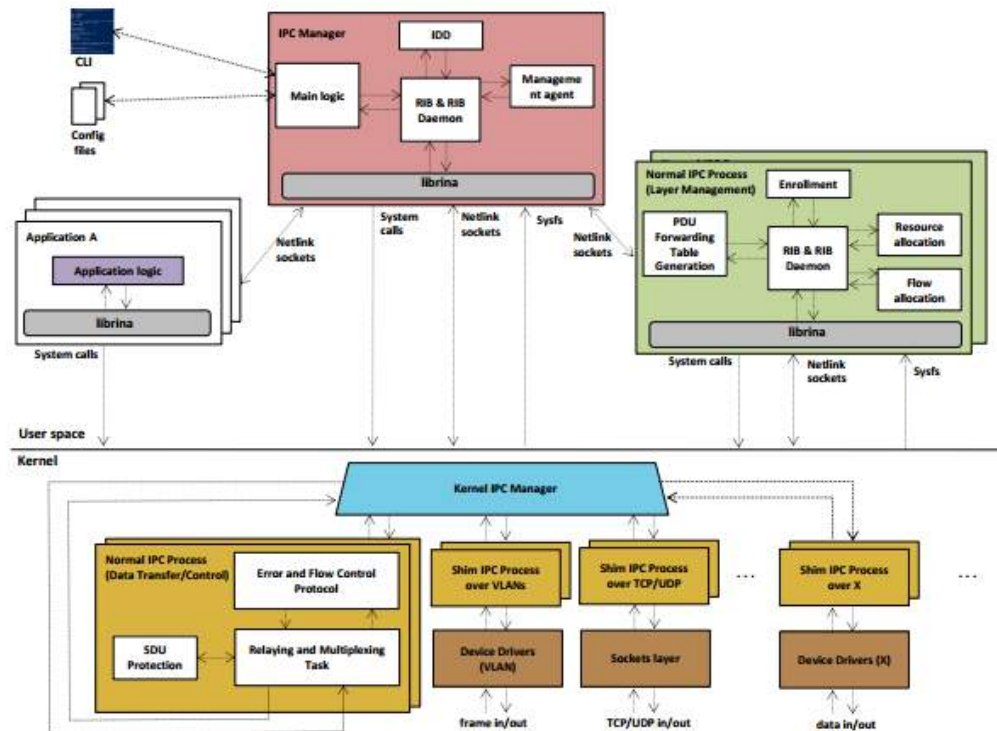 IPC Manager
IDD
CLI
Main logic
RIB & RIB
Daemon
Manageme
nt agent
Config
files
librina
Normal IPC Process
(Layer Management)
Enrollment
PDU
Forwarding
Table
Generation
RIB & RIB
Daemon
Resource
allocation
Flow
allocation
librina
Application A
Application logic
librina
Netlink
sockets
System
calls
Netlink
sockets
Sysfs
Netlink
sockets
System calls
System calls
Netlink
sockets
Sysfs
User space
Kernel
Kernel IPC Manager
Normal IPC Process
(Data Transfer/Control)
Error and Flow Control
Protocol
SDU
Protection
Relaying and Multiplexing
Task
Shim IPC Process
over VLANs
Shim IPC Process
over TCP/UDP
...
Shim IPC Process
over X
...
Device Drivers
(VLAN)
Sockets layer
Device Drivers (X)
frame in/out
TCP/UDP in/out
data in/out